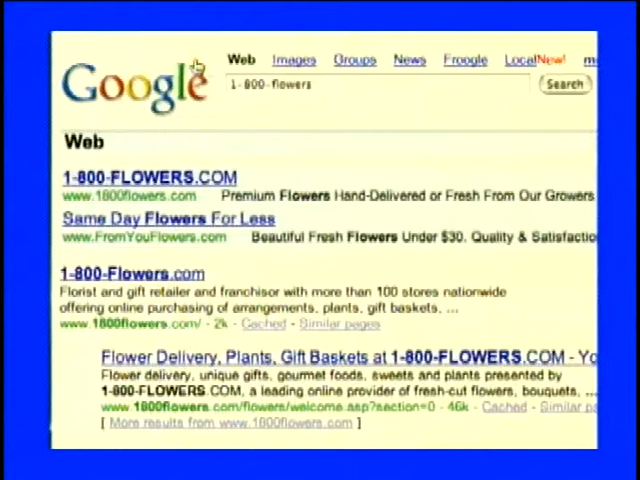 Google
Web Images Groups News Froogle Local New!
1-800-flowers Search
Web
1-800-FLOWERS.COM
www.1800flowers.com Premium Flowers Hand-Delivered or Fresh From Our Growers
Same Day Flowers For Less
www.FromYouFlowers.com Beautiful Fresh Flowers Under $30. Quality & Satisfactio
1-800-Flowers.com
Florist and gift retailer and franchisor with more than 100 stores nationwide
offering online purchasing of arrangements, plants, gift baskets, ...
www.1800flowers.com/ - 2k - Cached - Similar pages
Flower Delivery, Plants, Gift Baskets at 1-800-FLOWERS.COM - Yo
Flower delivery, unique gifts, gourmet foods, sweets and plants presented by
1-800-FLOWERS.COM, a leading online provider of fresh-cut flowers, bouquets, ...
www.1800flowers.com/flowers/welcome.asp?section=0 - 46k - Cached - Similar pa
[ More results from www.1800flowers.com ]